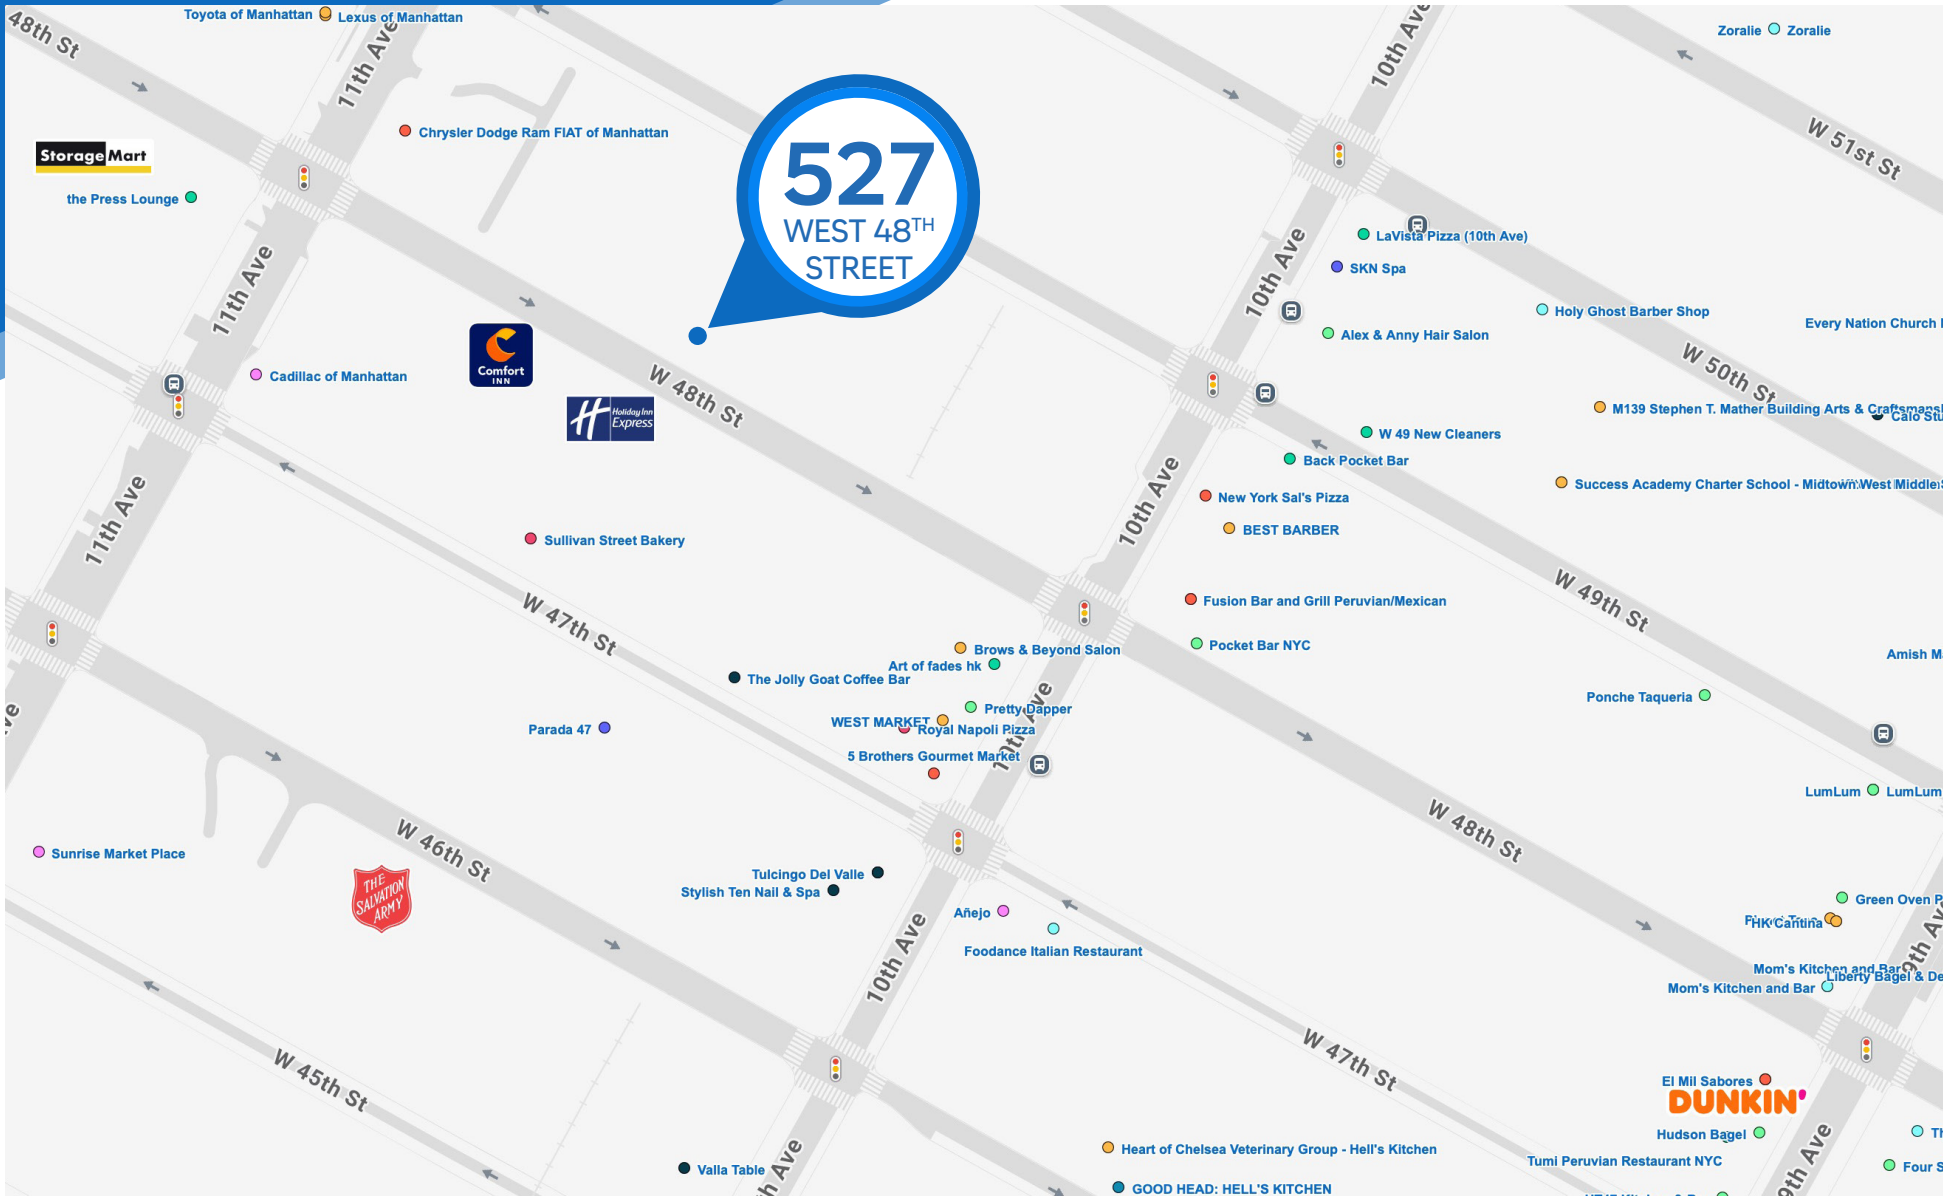 Toyota of Manhattan
Lexus of Manhattan
48th St
11th Ave
10th Ave
Zoralie
Zoralie
Chrysler Dodge Ram FIAT of Manhattan
StorageMart
the Press Lounge
527
WEST 48TH
STREET
W 51st St
LaVista Pizza (10th Ave)
SKN Spa
11th Ave
10th Ave
Holy Ghost Barber Shop
Every Nation Church
Alex & Anny Hair Salon
Cadillac of Manhattan
Comfort
INN
W 48th St
W 50th St
Holiday Inn
Express
M139 Stephen T. Mather Building Arts & Craftsmans
Calo Stu
W 49 New Cleaners
Back Pocket Bar
Success Academy Charter School - Midtown West Middle
New York Sal's Pizza
11th Ave
10th Ave
BEST BARBER
Sullivan Street Bakery
W 47th St
W 49th St
Fusion Bar and Grill Peruvian/Mexican
Pocket Bar NYC
Brows & Beyond Salon
Art of fades hk
The Jolly Goat Coffee Bar
Amish M
Ponche Taqueria
Pretty Dapper
WEST MARKET
Royal Napoli Pizza
Parada 47
10th Ave
5 Brothers Gourmet Market
LumLum
LumLum
W 46th St
W 48th St
Sunrise Market Place
THE
SALVATION
ARMY
Tulcingo Del Valle
Stylish Ten Nail & Spa
Añejo
Foodance Italian Restaurant
Green Oven P
HK Cantina
10th Ave
9th Av
Mom's Kitchen and Bar
Liberty Bagel & De
Mom's Kitchen and Bar
W 45th St
W 47th St
El Mil Sabores
DUNKIN'
Hudson Bagel
Tumi Peruvian Restaurant NYC
Heart of Chelsea Veterinary Group - Hell's Kitchen
Valla Table
GOOD HEAD: HELL'S KITCHEN
9th Ave
Four S